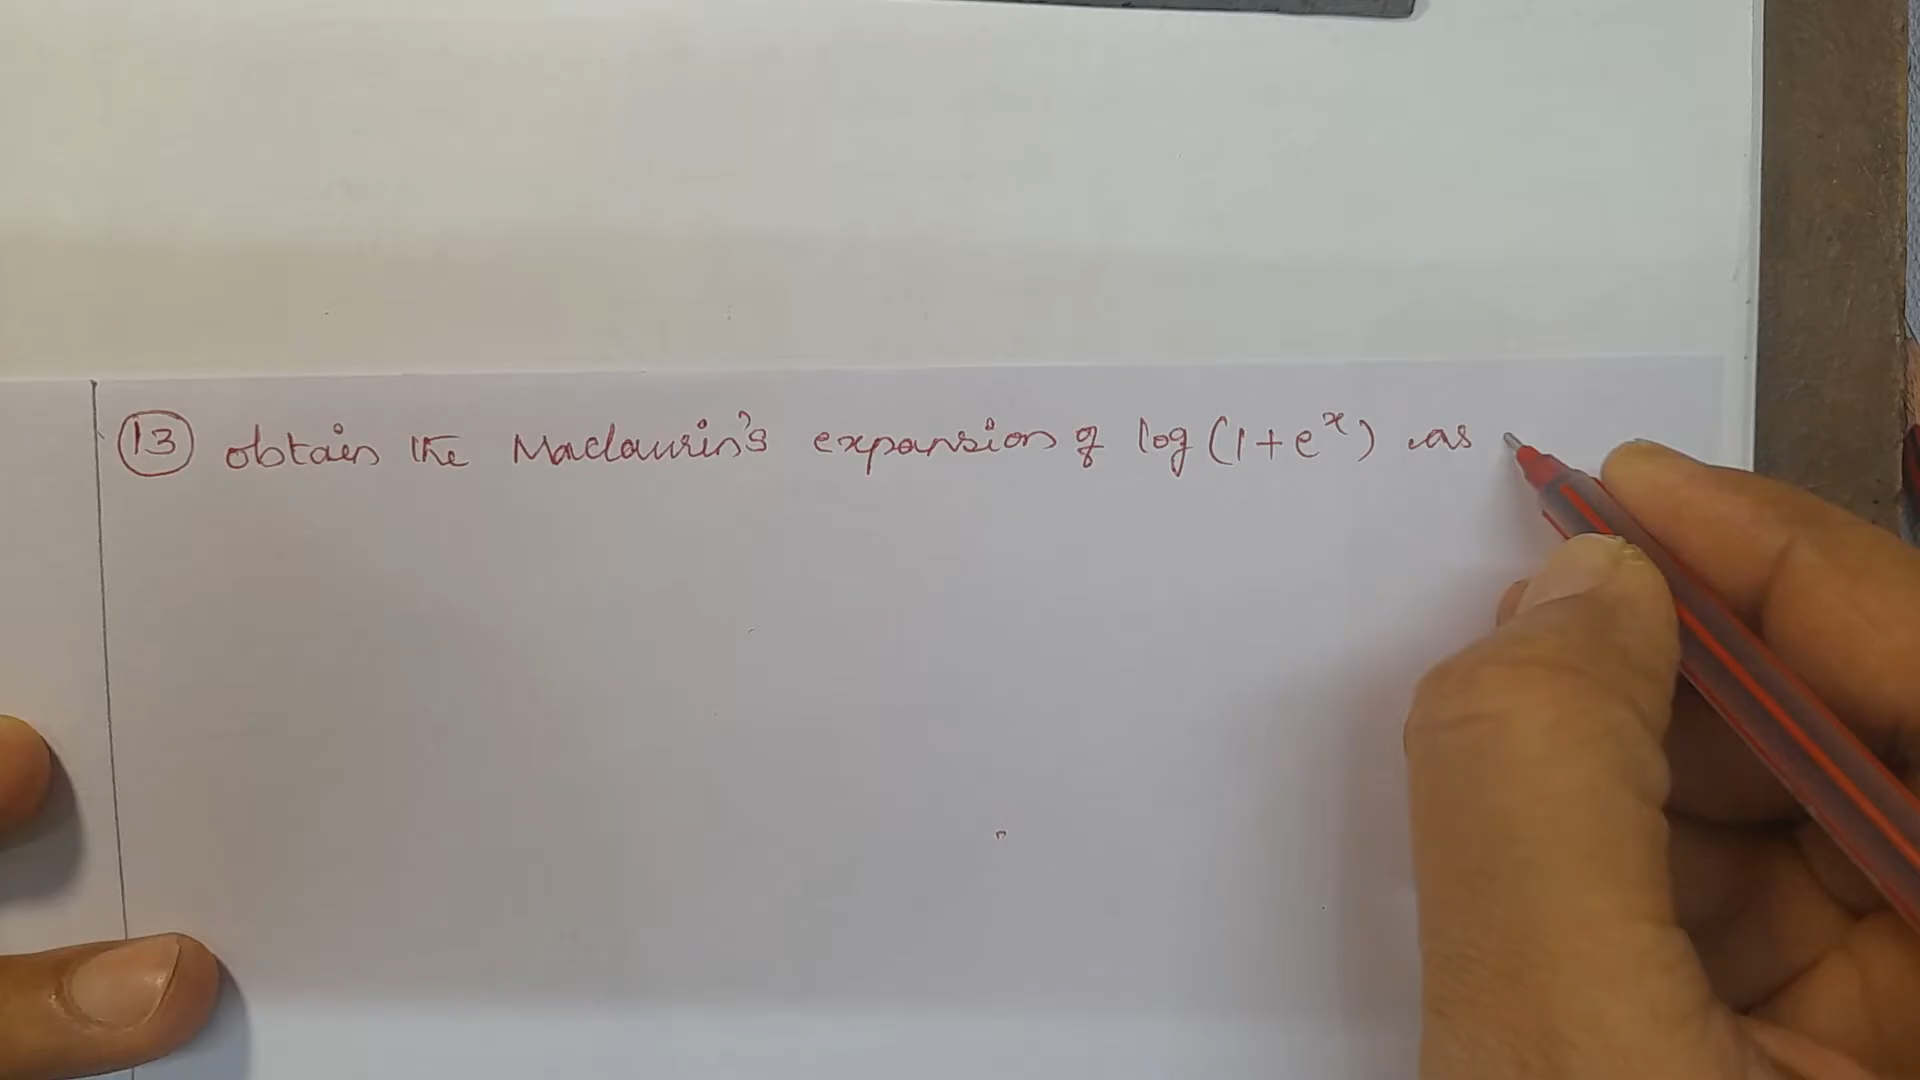 13 obtain the Maclaurin's expansion of log (1+e^x) as